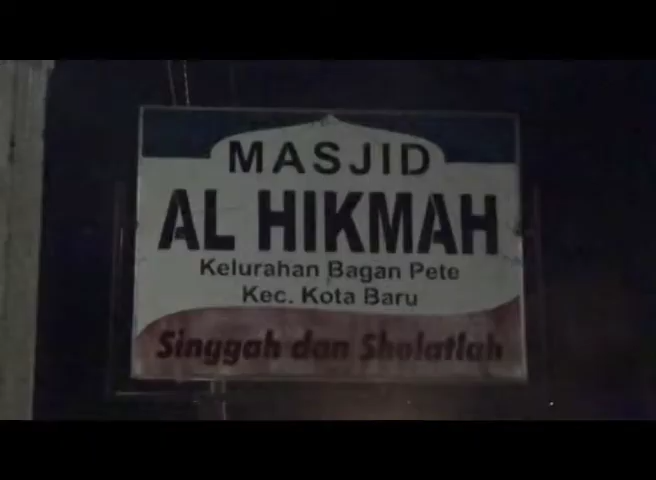 MASJID
AL HIKMAH
Kelurahan Bagan Pete
Kec. Kota Baru
Singgah dan Sholatlah